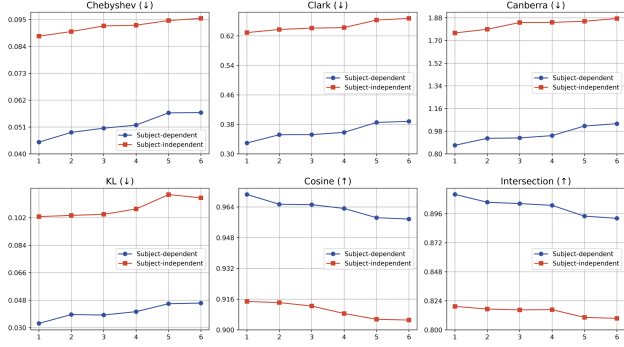 Chebyshev (↓)
0.095
0.084
0.073
0.062
0.051
0.040
Subject-dependent
Subject-independent
1 2 3 4 5 6
Clark (↓)
0.62
0.54
0.46
0.38
0.30
Subject-dependent
Subject-independent
1 2 3 4 5 6
Canberra (↓)
1.88
1.70
1.52
1.34
1.16
0.98
0.80
Subject-dependent
Subject-independent
1 2 3 4 5 6
KL (↓)
0.102
0.084
0.066
0.048
0.030
Subject-dependent
Subject-independent
1 2 3 4 5 6
Cosine (↑)
0.964
0.948
0.932
0.916
0.900
Subject-dependent
Subject-independent
1 2 3 4 5 6
Intersection (↑)
0.896
0.872
0.848
0.824
0.800
Subject-dependent
Subject-independent
1 2 3 4 5 6